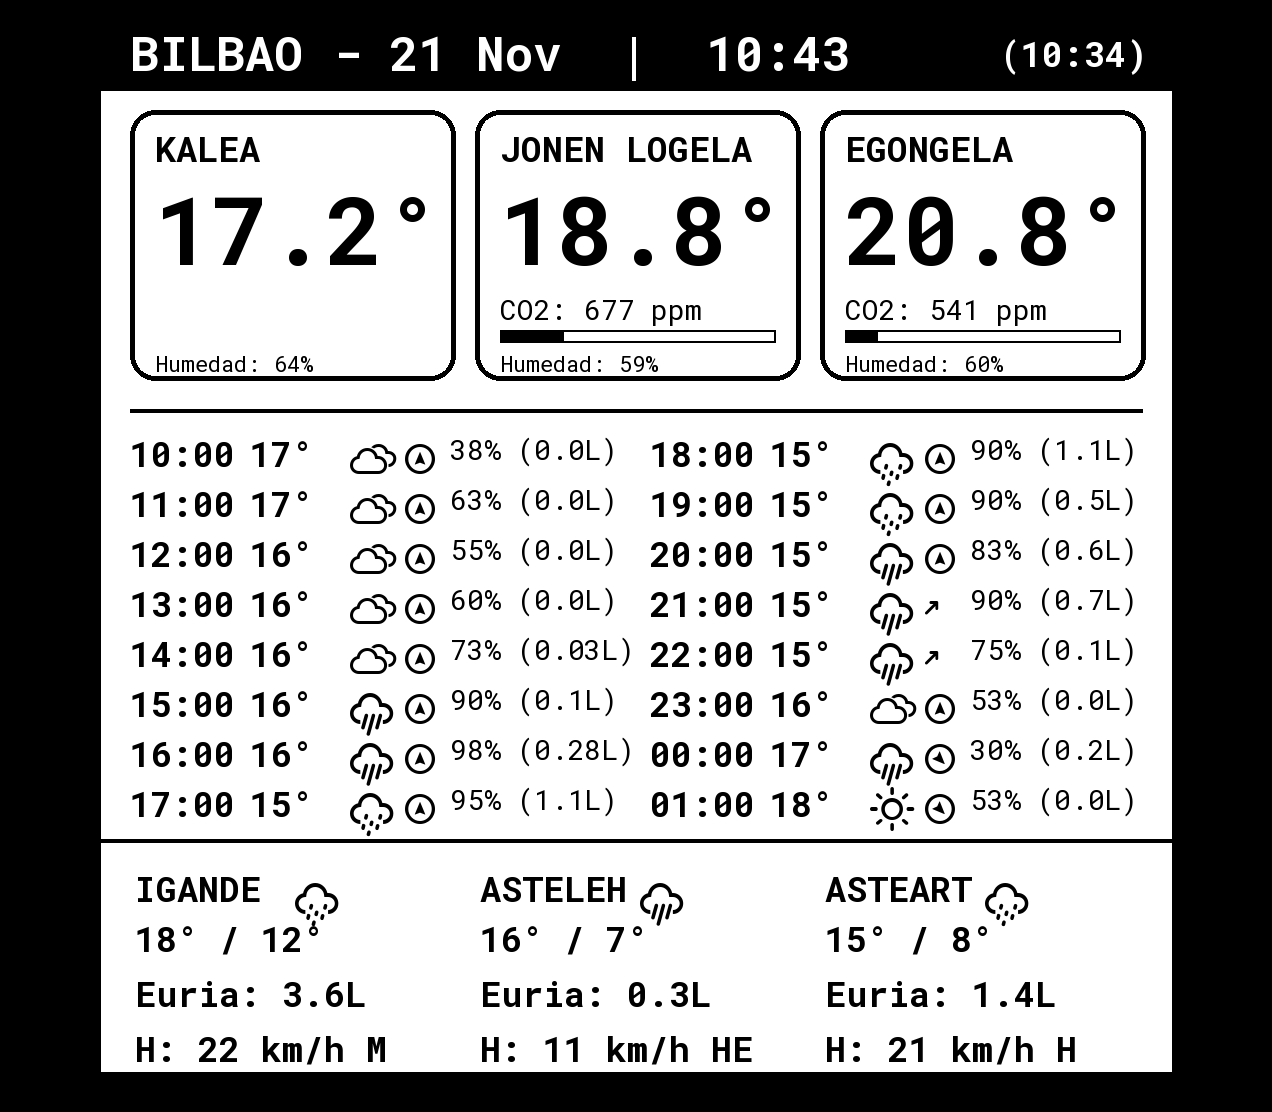 BILBAO - 21 Nov | 10:43 (10:34)
KALEA
17.2°
Humedad: 64%
JONEN LOGELA
18.8°
CO2: 677 ppm
Humedad: 59%
EGONGELA
20.8°
CO2: 541 ppm
Humedad: 60%
10:00 17° 38% (0.0L)
11:00 17° 63% (0.0L)
12:00 16° 55% (0.0L)
13:00 16° 60% (0.0L)
14:00 16° 73% (0.03L)
15:00 16° 90% (0.1L)
16:00 16° 98% (0.28L)
17:00 15° 95% (1.1L)
18:00 15° 90% (1.1L)
19:00 15° 90% (0.5L)
20:00 15° 83% (0.6L)
21:00 15° 90% (0.7L)
22:00 15° 75% (0.1L)
23:00 16° 53% (0.0L)
00:00 17° 30% (0.2L)
01:00 18° 53% (0.0L)
IGANDE
18° / 12°
Euria: 3.6L
H: 22 km/h M
ASTELEH
16° / 7°
Euria: 0.3L
H: 11 km/h HE
ASTEART
15° / 8°
Euria: 1.4L
H: 21 km/h H